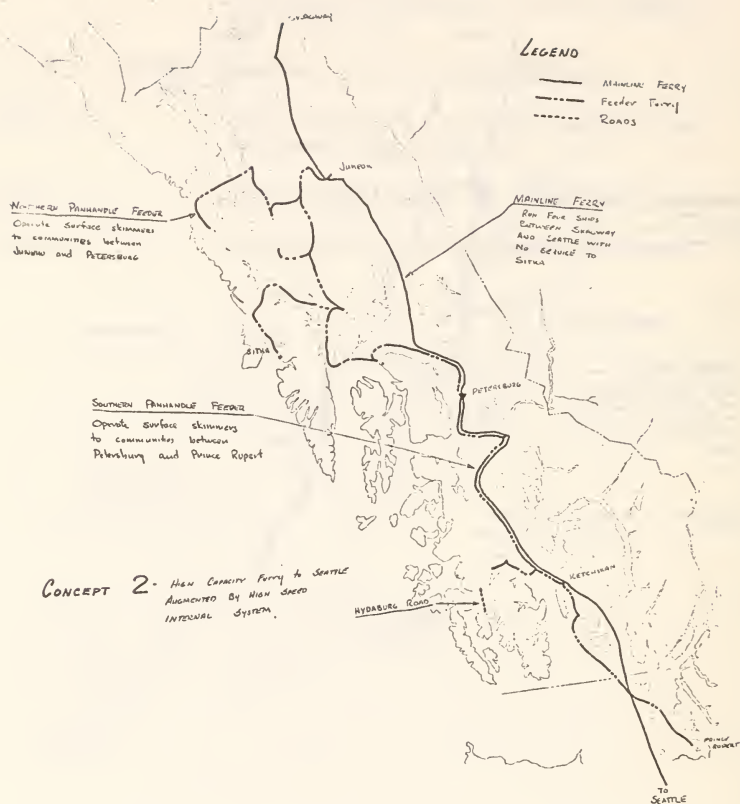 SKAGWAY
LEGEND
MAINLINE FERRY
Feeder Ferry
ROADS
JUNEAU
NORTHERN PANHANDLE FEEDER
Operate surface skimmers
to communities between
JUNEAU and PETERSBURG
MAINLINE FERRY
RUN FOUR SHIPS
BETWEEN SKAGWAY
AND SEATTLE WITH
NO SERVICE TO
SITKA
SITKA
PETERSBURG
SOUTHERN PANHANDLE FEEDER
Operate surface skimmers
to communities between
Petersburg and Prince Rupert
KETCHIKAN
CONCEPT 2- HIGH CAPACITY FERRY to SEATTLE
AUGMENTED BY HIGH SPEED
INTERNAL SYSTEM.
HYDABURG ROAD
PRINCE
RUPERT
TO
SEATTLE